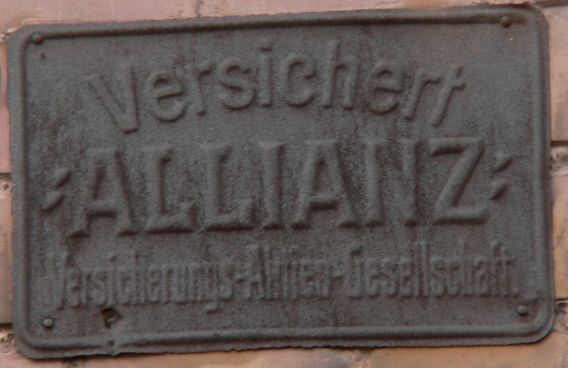 Versichert
"ALLIANZ"
Versicherungs-Aktien-Gesellschaft.